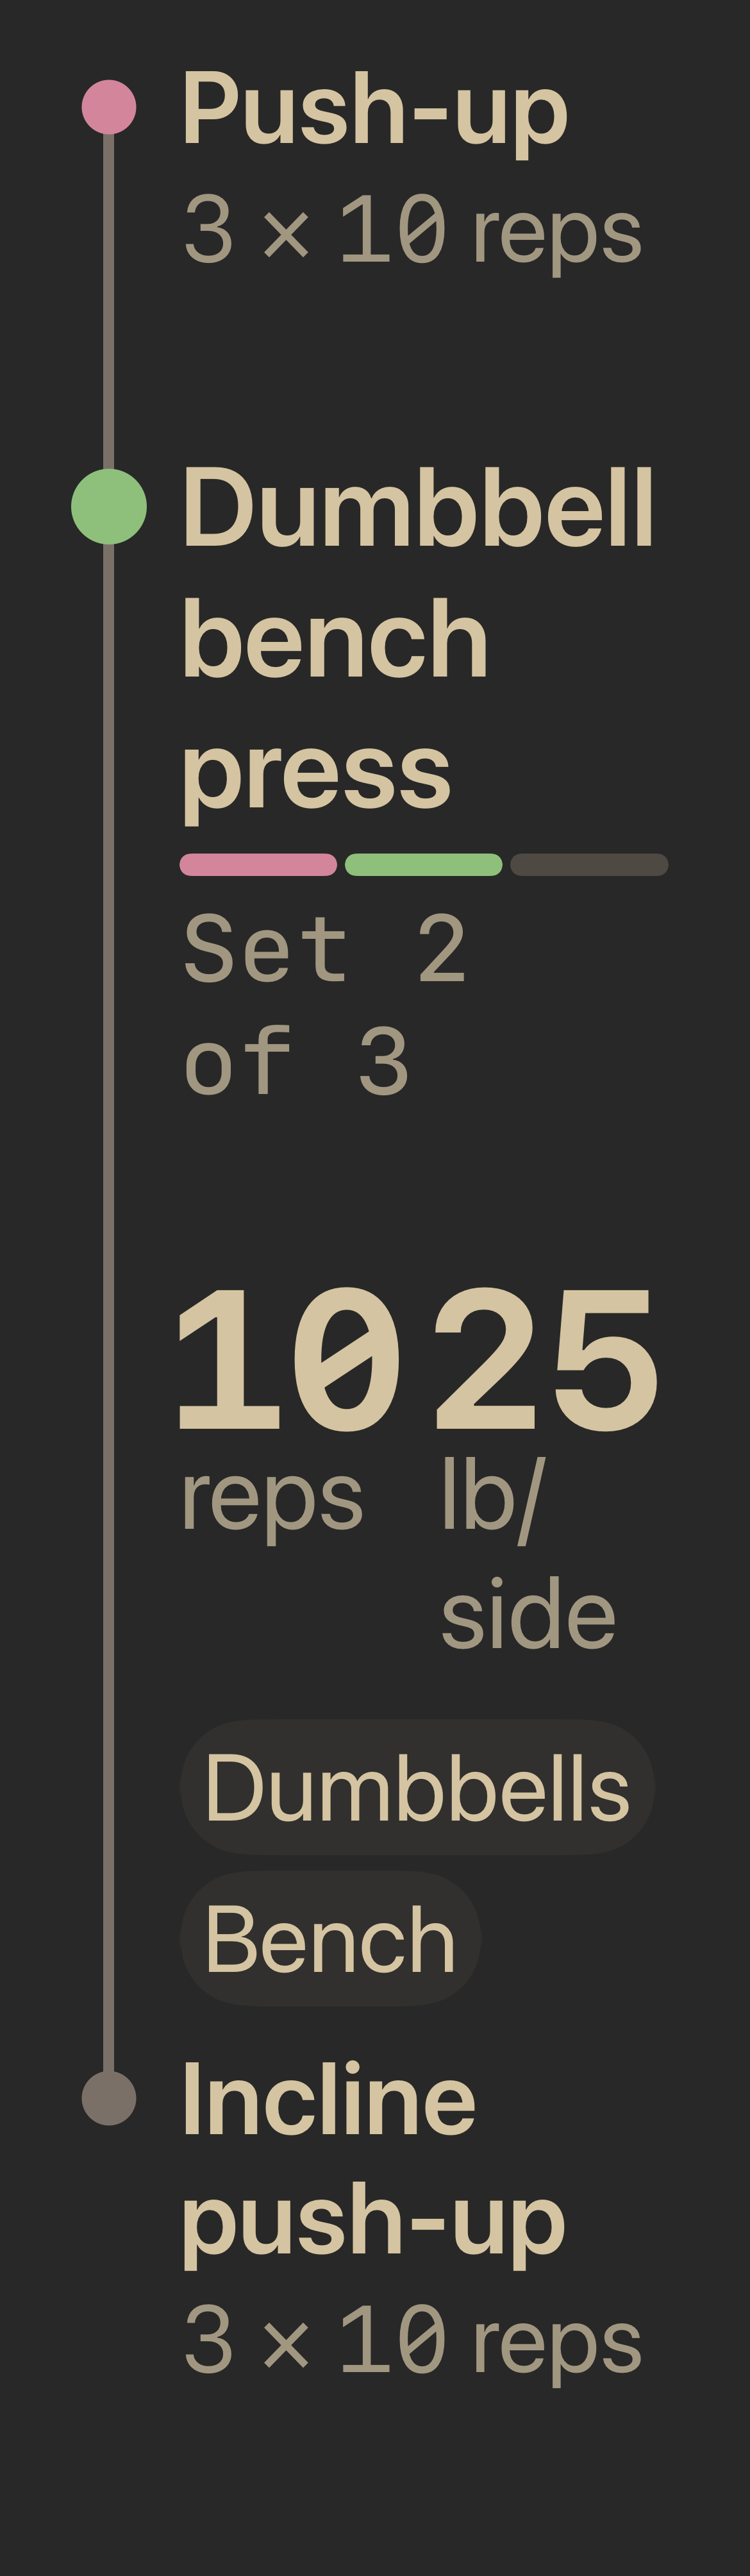 Push-up
3 × 10 reps
Dumbbell
bench
press
Set 2
of 3
10 25
reps lb/
side
Dumbbells
Bench
Incline
push-up
3 × 10 reps